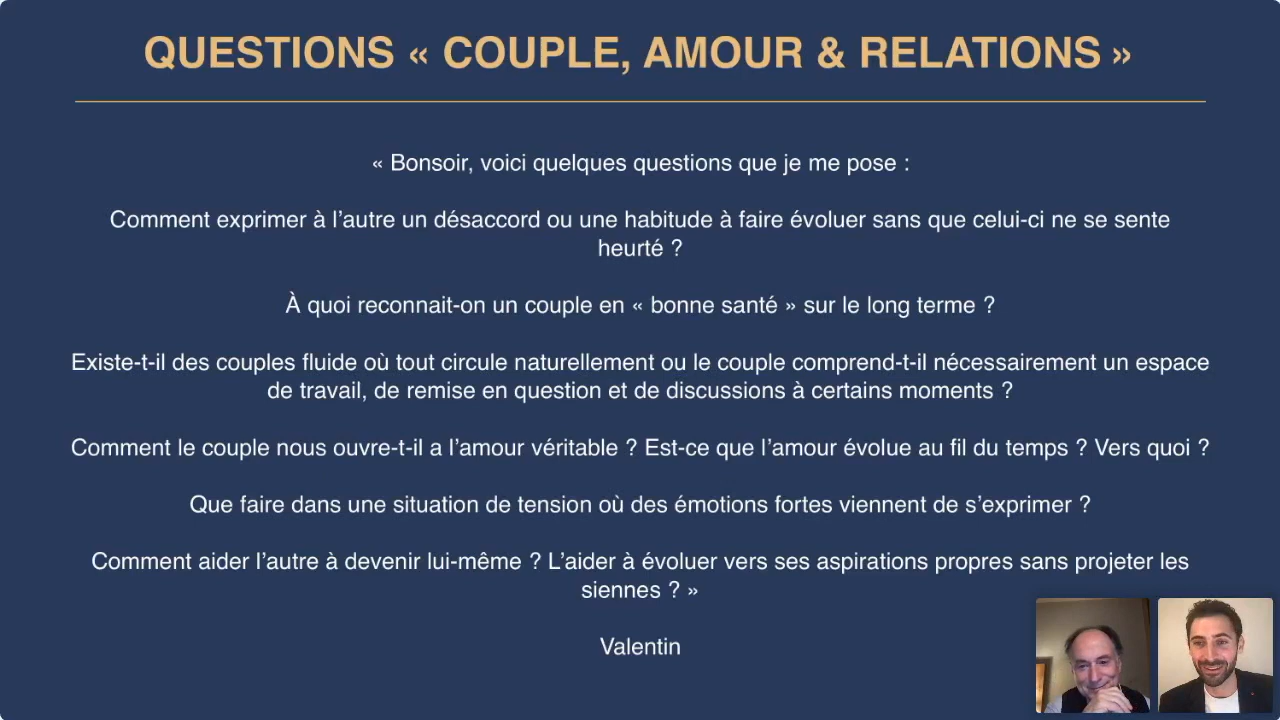 QUESTIONS « COUPLE, AMOUR & RELATIONS »
« Bonsoir, voici quelques questions que je me pose :
Comment exprimer à l’autre un désaccord ou une habitude à faire évoluer sans que celui-ci ne se sente
heurté ?
À quoi reconnait-on un couple en « bonne santé » sur le long terme ?
Existe-t-il des couples fluide où tout circule naturellement ou le couple comprend-t-il nécessairement un espace
de travail, de remise en question et de discussions à certains moments ?
Comment le couple nous ouvre-t-il a l’amour véritable ? Est-ce que l’amour évolue au fil du temps ? Vers quoi ?
Que faire dans une situation de tension où des émotions fortes viennent de s’exprimer ?
Comment aider l’autre à devenir lui-même ? L’aider à évoluer vers ses aspirations propres sans projeter les
siennes ? »
Valentin